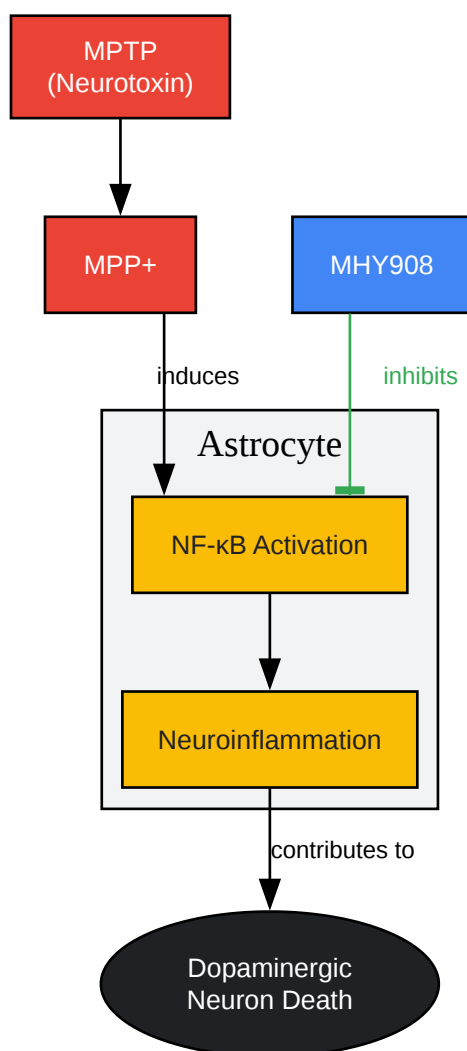 MPTP
(Neurotoxin)
MPP+
MHY908
induces
inhibits
Astrocyte
NF-κB Activation
Neuroinflammation
contributes to
Dopaminergic
Neuron Death